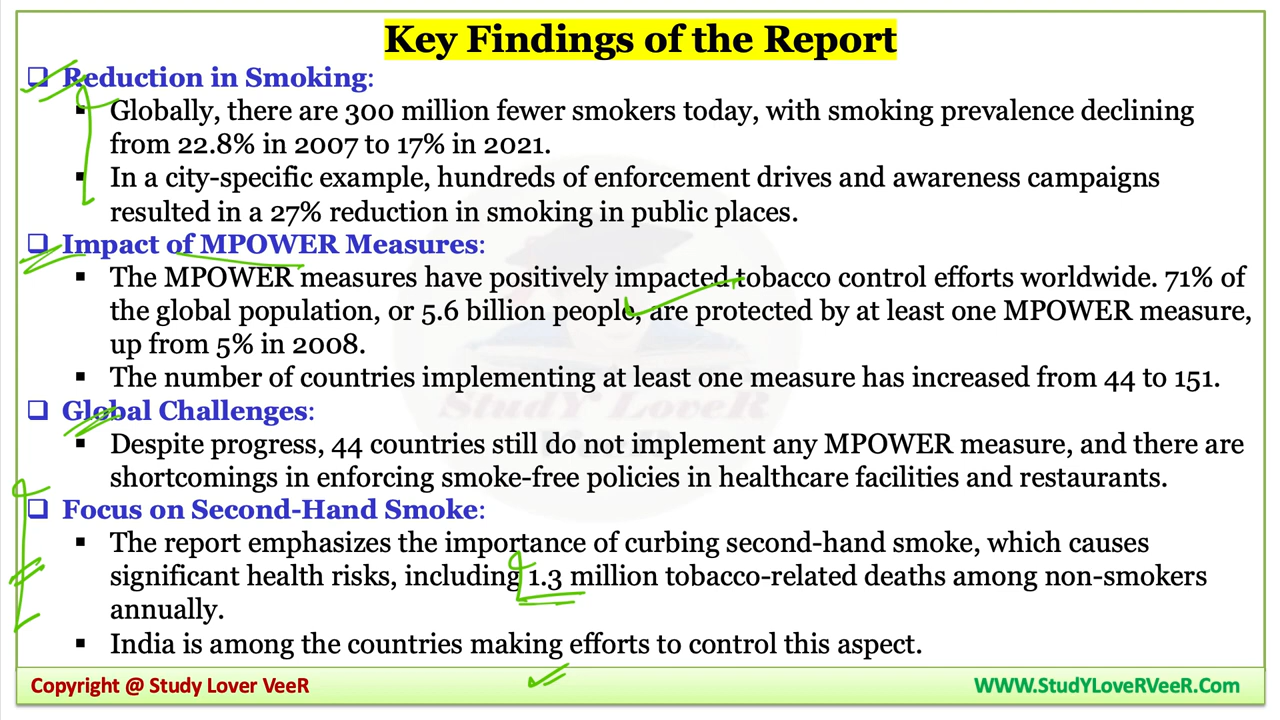 Key Findings of the Report
❑ Reduction in Smoking:
▪ Globally, there are 300 million fewer smokers today, with smoking prevalence declining
from 22.8% in 2007 to 17% in 2021.
▪ In a city-specific example, hundreds of enforcement drives and awareness campaigns
resulted in a 27% reduction in smoking in public places.
❑ Impact of MPOWER Measures:
▪ The MPOWER measures have positively impacted tobacco control efforts worldwide. 71% of
the global population, or 5.6 billion people, are protected by at least one MPOWER measure,
up from 5% in 2008.
▪ The number of countries implementing at least one measure has increased from 44 to 151.
StudY LoveR
❑ Global Challenges:
▪ Despite progress, 44 countries still do not implement any MPOWER measure, and there are
shortcomings in enforcing smoke-free policies in healthcare facilities and restaurants.
❑ Focus on Second-Hand Smoke:
▪ The report emphasizes the importance of curbing second-hand smoke, which causes
significant health risks, including 1.3 million tobacco-related deaths among non-smokers
annually.
▪ India is among the countries making efforts to control this aspect.
Copyright @ Study Lover VeeR
WWW.StudYLoveRVeeR.Com